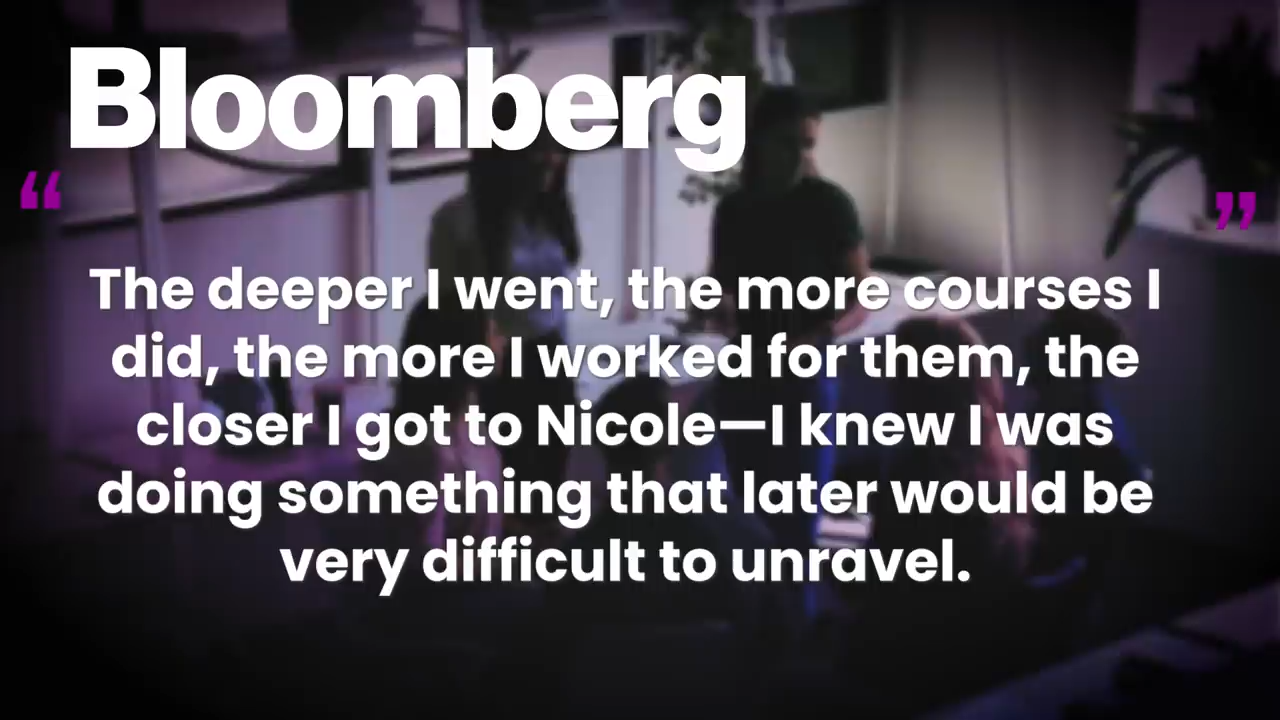 Bloomberg
“ ”
The deeper I went, the more courses I
did, the more I worked for them, the
closer I got to Nicole—I knew I was
doing something that later would be
very difficult to unravel.